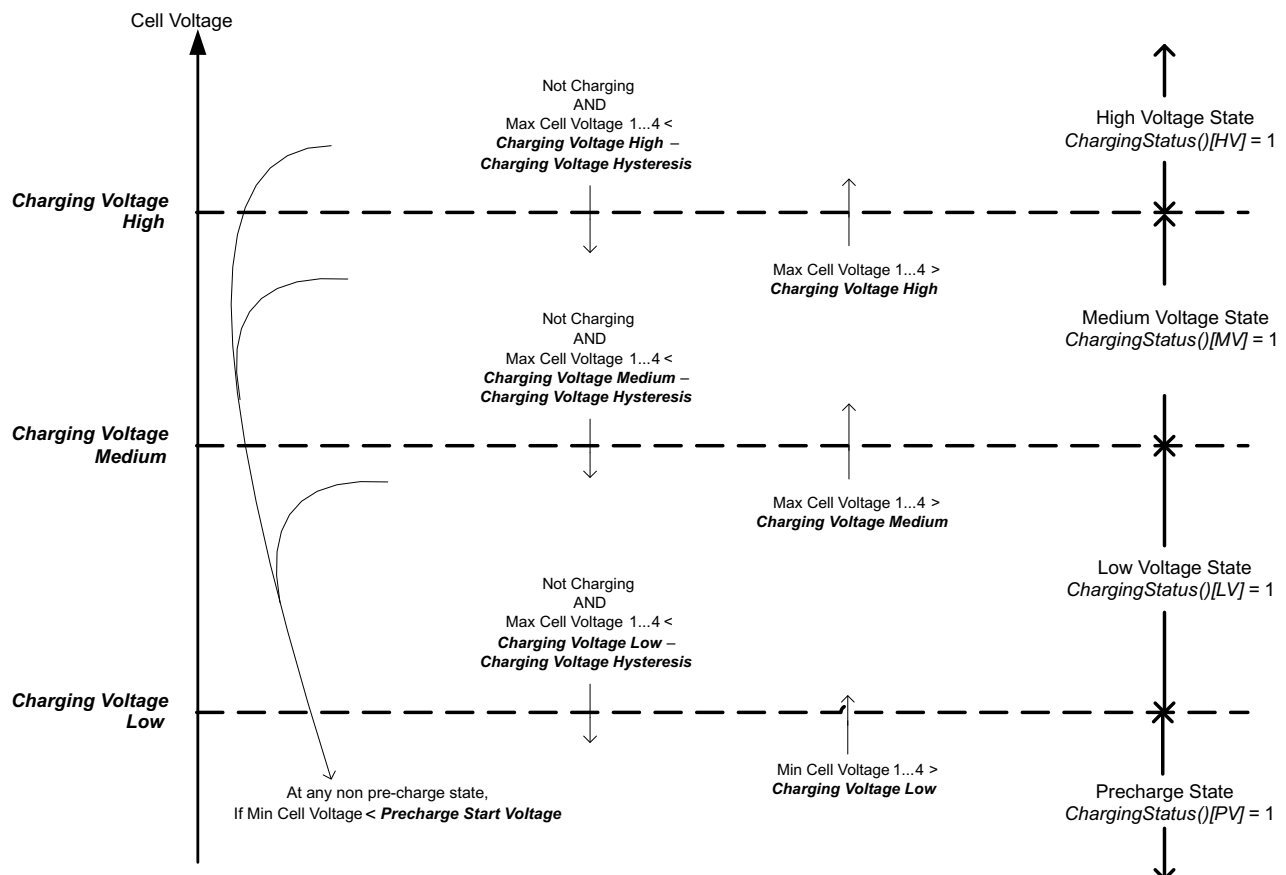 Cell Voltage
Not Charging
AND
Max Cell Voltage 1...4 <
Charging Voltage High –
Charging Voltage Hysteresis
High Voltage State
ChargingStatus()[HV] = 1
Charging Voltage
High
Max Cell Voltage 1...4 >
Charging Voltage High
Not Charging
AND
Max Cell Voltage 1...4 <
Charging Voltage Medium –
Charging Voltage Hysteresis
Medium Voltage State
ChargingStatus()[MV] = 1
Charging Voltage
Medium
Max Cell Voltage 1...4 >
Charging Voltage Medium
Not Charging
AND
Max Cell Voltage 1...4 <
Charging Voltage Low –
Charging Voltage Hysteresis
Low Voltage State
ChargingStatus()[LV] = 1
Charging Voltage
Low
Min Cell Voltage 1...4 >
Charging Voltage Low
At any non pre-charge state,
If Min Cell Voltage < Precharge Start Voltage
Precharge State
ChargingStatus()[PV] = 1